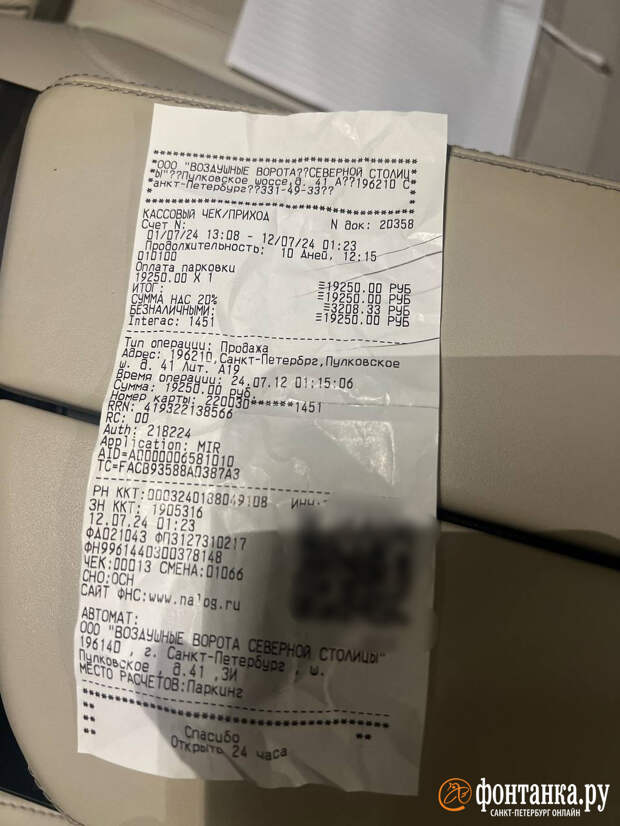 *ООО "ВОЗДУШНЫЕ ВОРОТА??СЕВЕРНОЙ СТОЛИЦ
Ы"??Пулковское шоссе,д. 41 А??196210 С
анкт-Петербург??331-49-33??
КАССОВЫЙ ЧЕК/ПРИХОД
Счет N: N док: 20358
01/07/24 13:08 - 12/07/24 01:23
Продолжительность: 10 Дней, 12:15
010100
Оплата парковки
19250.00 X 1 ≡19250.00 РУБ
ИТОГ: ≡19250.00 РУБ
СУММА НДС 20% ≡3208.33 РУБ
БЕЗНАЛИЧНЫМИ: ≡19250.00 РУБ
Interac: 1451
Тип операции: Продажа
Адрес: 196210,Санкт-Петербрг,Пулковское
ш. д. 41 Лит. А19
Время операции: 24.07.12 01:15:06
Сумма: 19250.00 Руб.
Номер карты: 220030******1451
RRN: 419322138566
RC: 00
Auth: 218224
Application: MIR
AID=A0000006581010
TC=FACB93588A0387A3
РН ККТ:0003240188049108 ИНН:
ЗН ККТ: 1905316
12.07.24 01:23
ФД21043 ФП3127310217
ФН9961440300378148
ЧЕК:00013 СМЕНА:01066
СНО:ОСН
САЙТ ФНС:www.nalog.ru
АВТОМАТ:
ООО "ВОЗДУШНЫЕ ВОРОТА СЕВЕРНОЙ СТОЛИЦЫ"
196140 , г. Санкт-Петербург , ш.
Пулковское , д.41 ,ЗИ
МЕСТО РАСЧЕТОВ:Паркинг
Спасибо
Открыто 24 часа
фонтанка.ру
САНКТ-ПЕТЕРБУРГ ОНЛАЙН